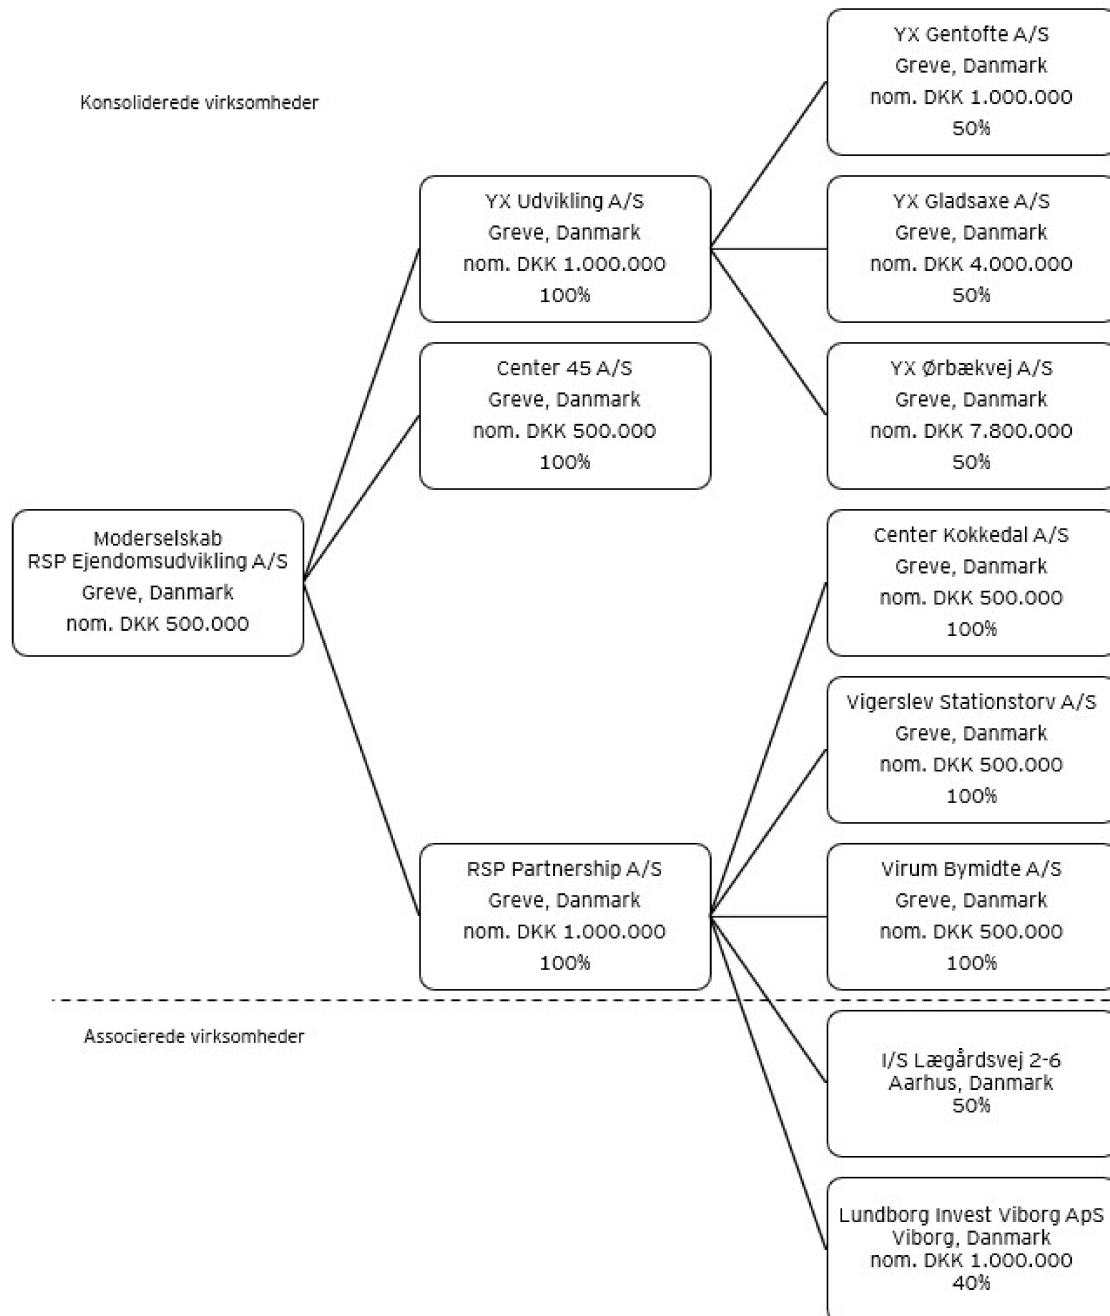 Konsoliderede virksomheder
YX Gentofte A/S
Greve, Danmark
nom. DKK 1.000.000
50%
YX Udvikling A/S
Greve, Danmark
nom. DKK 1.000.000
100%
YX Gladsaxe A/S
Greve, Danmark
nom. DKK 4.000.000
50%
Center 45 A/S
Greve, Danmark
nom. DKK 500.000
100%
YX Ørbækvej A/S
Greve, Danmark
nom. DKK 7.800.000
50%
Moderselskab
RSP Ejendomsudvikling A/S
Greve, Danmark
nom. DKK 500.000
Center Kokkedal A/S
Greve, Danmark
nom. DKK 500.000
100%
Vigerslev Stationstorv A/S
Greve, Danmark
nom. DKK 500.000
100%
RSP Partnership A/S
Greve, Danmark
nom. DKK 1.000.000
100%
Virum Bymidte A/S
Greve, Danmark
nom. DKK 500.000
100%
Associerede virksomheder
I/S Lægårdsvej 2-6
Aarhus, Danmark
50%
Lundborg Invest Viborg ApS
Viborg, Danmark
nom. DKK 1.000.000
40%